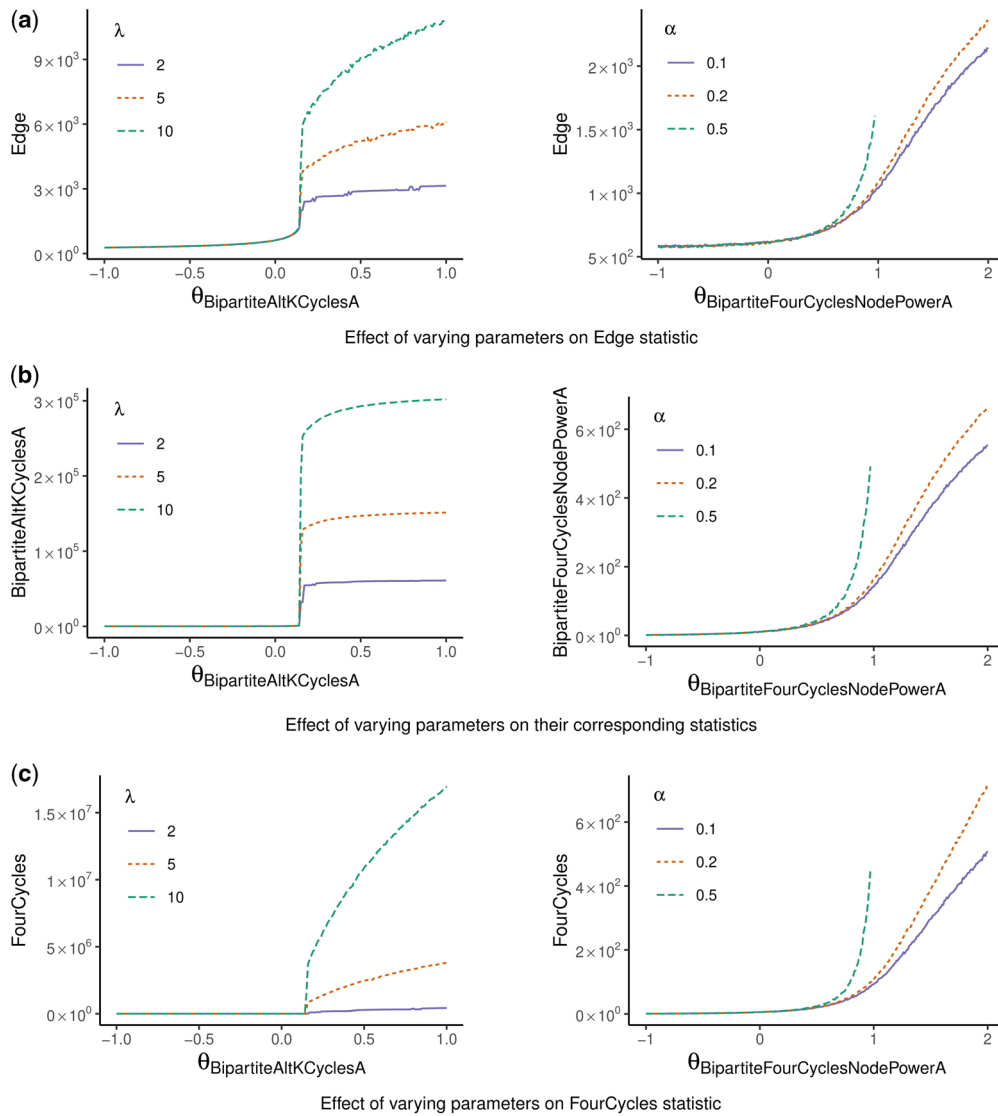 (a)
λ
2
5
10
Edge
9×10³
6×10³
3×10³
0×10⁰
−1.0 −0.5 0.0 0.5 1.0
θBipartiteAltKCyclesA
α
0.1
0.2
0.5
Edge
2×10³
1×10³
1×10³
5×10²
−1 0 1 2
θBipartiteFourCyclesNodePowerA
Effect of varying parameters on Edge statistic
(b)
λ
2
5
10
BipartiteAltKCyclesA
3×10⁵
2×10⁵
1×10⁵
0×10⁰
−1.0 −0.5 0.0 0.5 1.0
θBipartiteAltKCyclesA
α
0.1
0.2
0.5
BipartiteFourCyclesNodePowerA
6×10²
4×10²
2×10²
0×10⁰
−1 0 1 2
θBipartiteFourCyclesNodePowerA
Effect of varying parameters on their corresponding statistics
(c)
λ
2
5
10
FourCycles
1.5×10⁷
1×10⁷
5×10⁶
0×10⁰
−1.0 −0.5 0.0 0.5 1.0
θBipartiteAltKCyclesA
α
0.1
0.2
0.5
FourCycles
6×10²
4×10²
2×10²
0×10⁰
−1 0 1 2
θBipartiteFourCyclesNodePowerA
Effect of varying parameters on FourCycles statistic